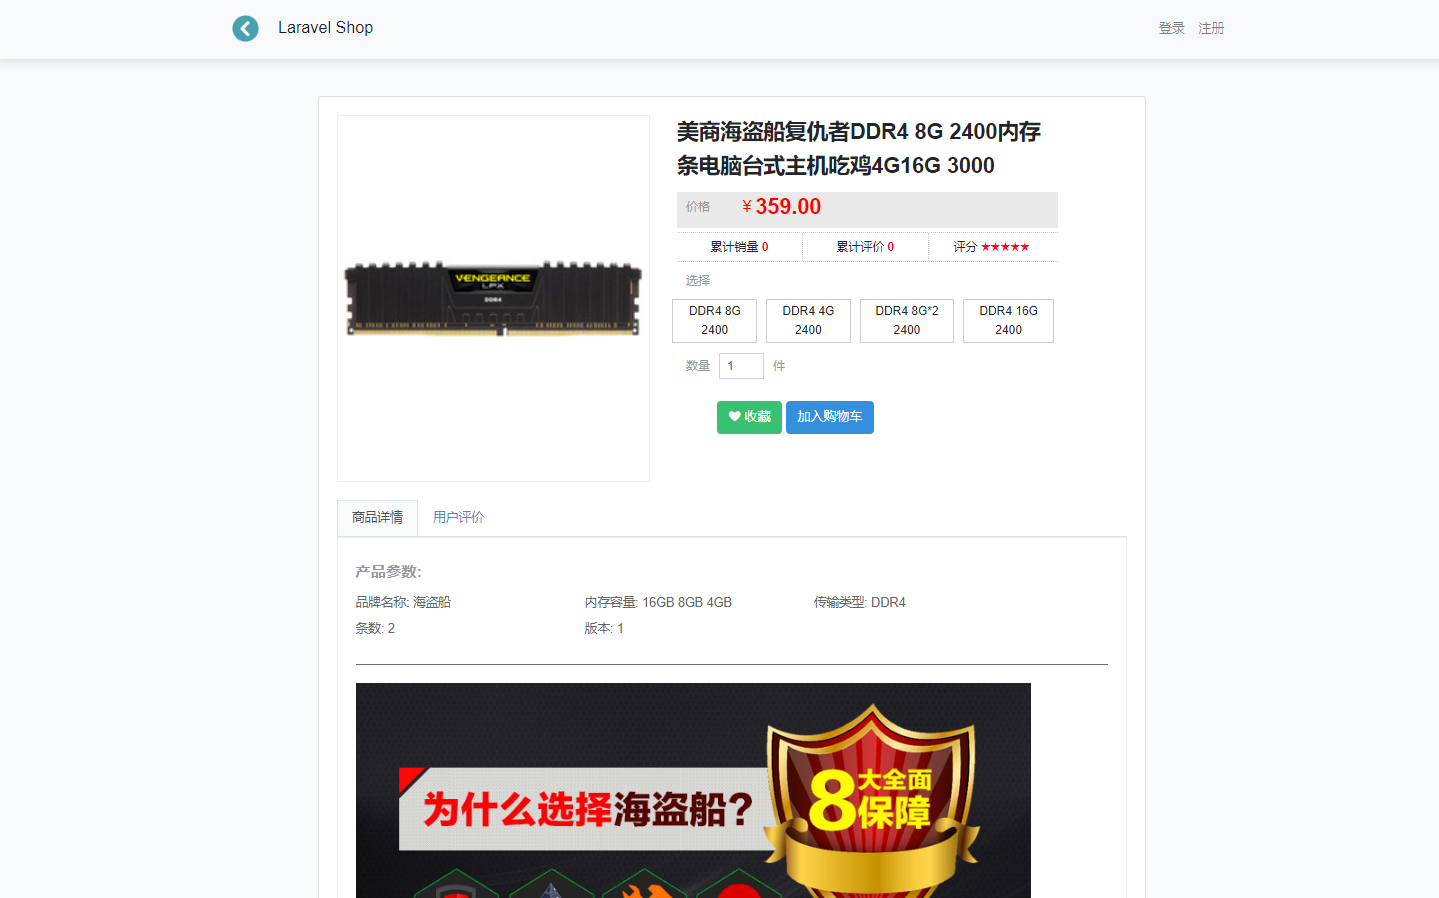 Laravel Shop
登录 注册
美商海盗船复仇者DDR4 8G 2400内存
条电脑台式主机吃鸡4G16G 3000
价格 ¥ 359.00
累计销量 0 累计评价 0 评分 ★★★★★
选择
DDR4 8G 2400
DDR4 4G 2400
DDR4 8G*2 2400
DDR4 16G 2400
数量 1 件
收藏 加入购物车
VENGEANCE
LPX
DDR4
商品详情 用户评价
产品参数:
品牌名称: 海盗船 内存容量: 16GB 8GB 4GB 传输类型: DDR4
条数: 2 版本: 1
为什么选择海盗船?
8大全面保障